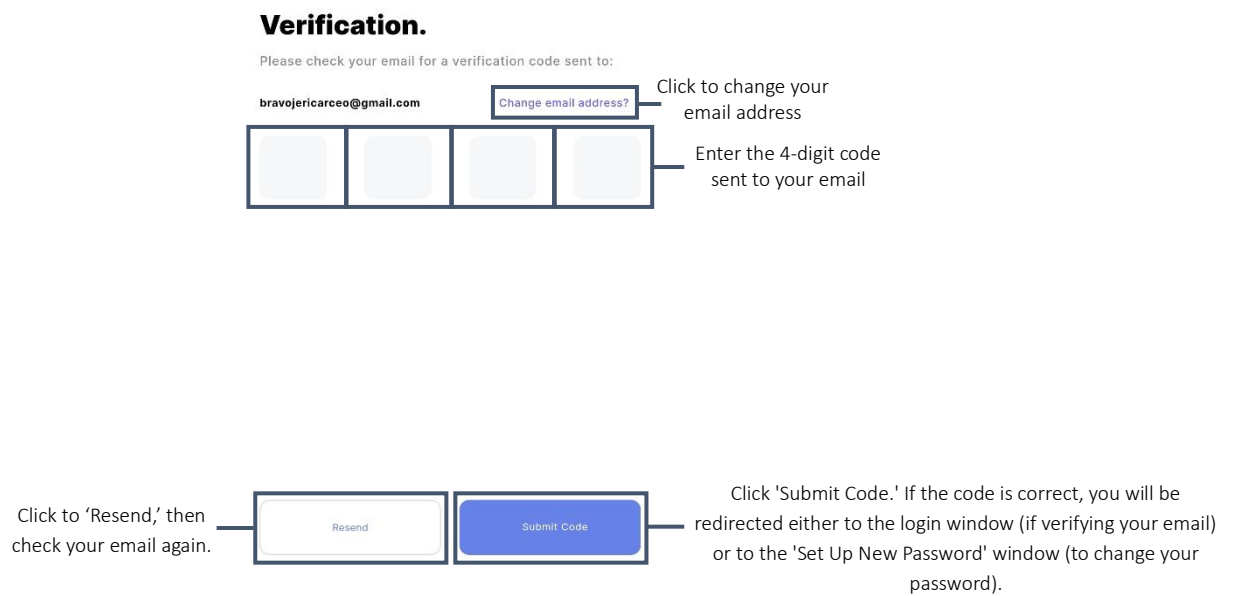 Verification.
Please check your email for a verification code sent to:
bravojericarceo@gmail.com
Change email address?
Click to change your
email address
Enter the 4-digit code
sent to your email
Click to ‘Resend,’ then
check your email again.
Resend
Submit Code
Click 'Submit Code.' If the code is correct, you will be
redirected either to the login window (if verifying your email)
or to the 'Set Up New Password' window (to change your
password).